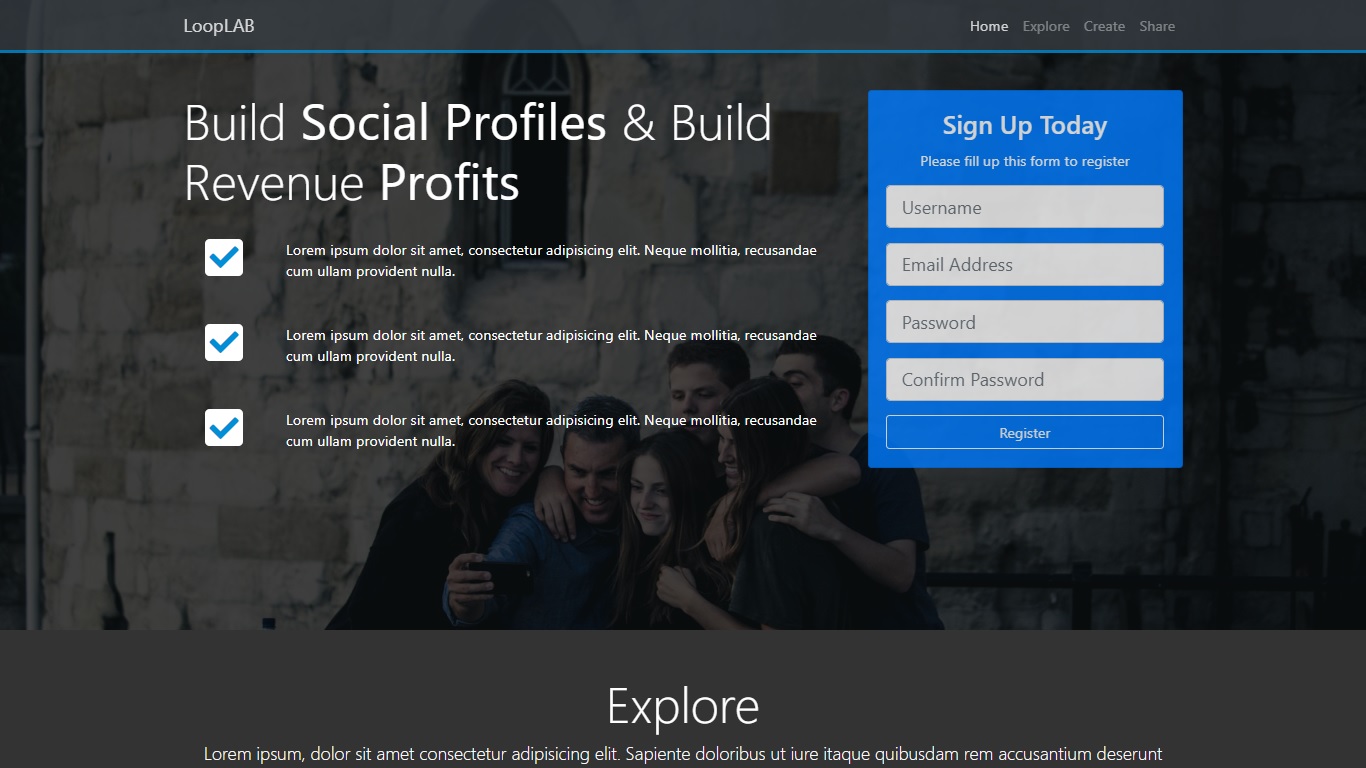 LoopLAB
Home Explore Create Share
Build Social Profiles & Build
Revenue Profits
Lorem ipsum dolor sit amet, consectetur adipisicing elit. Neque mollitia, recusandae
cum ullam provident nulla.
Lorem ipsum dolor sit amet, consectetur adipisicing elit. Neque mollitia, recusandae
cum ullam provident nulla.
Lorem ipsum dolor sit amet, consectetur adipisicing elit. Neque mollitia, recusandae
cum ullam provident nulla.
Sign Up Today
Please fill up this form to register
Username
Email Address
Password
Confirm Password
Register
Explore
Lorem ipsum, dolor sit amet consectetur adipisicing elit. Sapiente doloribus ut iure itaque quibusdam rem accusantium deserunt